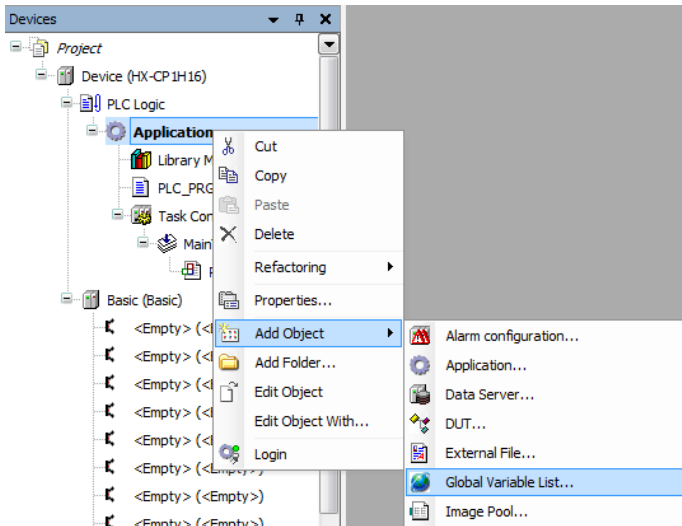 Devices
Project
Device (HX-CP1H16)
PLC Logic
Application
Library M
PLC_PRG
Task Con
Main
Basic (Basic)
<Empty> (<
<Empty> (<
<Empty> (<
<Empty> (<
<Empty> (<
<Empty> (<Empty>)
<Empty> (<Empty>)
<Empty> (<Empty>)
Cut
Copy
Paste
Delete
Refactoring
Properties...
Add Object
Add Folder...
Edit Object
Edit Object With...
Login
Alarm configuration...
Application...
Data Server...
DUT...
External File...
Global Variable List...
Image Pool...